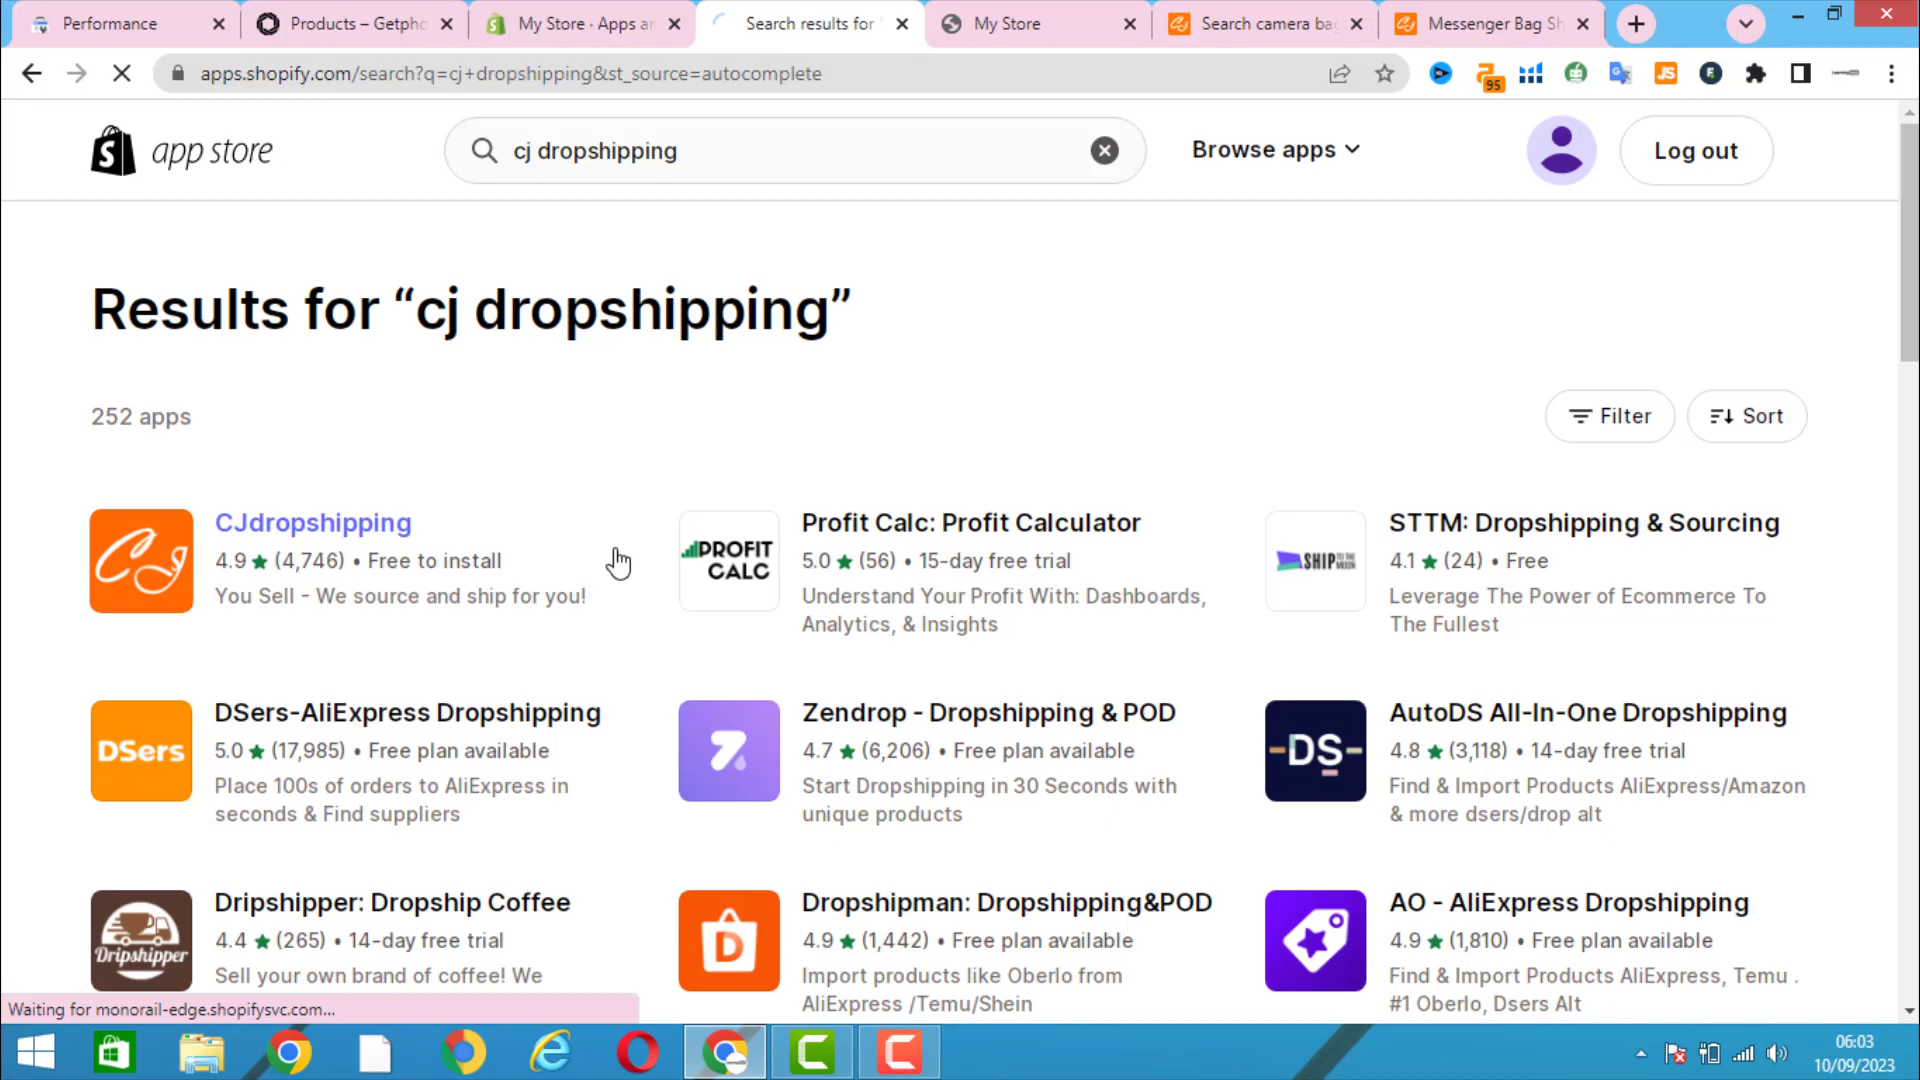 Performance
Products – Getpho
My Store · Apps ar
Search results for
My Store
Search camera ba
Messenger Bag Sh
apps.shopify.com/search?q=cj+dropshipping&st_source=autocomplete
95
JS
app store
cj dropshipping
Browse apps
Log out
Results for “cj dropshipping”
252 apps
Filter
Sort
CJdropshipping
4.9 ★ (4,746) • Free to install
You Sell - We source and ship for you!
PROFIT
CALC
Profit Calc: Profit Calculator
5.0 ★ (56) • 15-day free trial
Understand Your Profit With: Dashboards,
Analytics, & Insights
SHIP TO THE MOON
STTM: Dropshipping & Sourcing
4.1 ★ (24) • Free
Leverage The Power of Ecommerce To
The Fullest
DSers
DSers-AliExpress Dropshipping
5.0 ★ (17,985) • Free plan available
Place 100s of orders to AliExpress in
seconds & Find suppliers
Zendrop - Dropshipping & POD
4.7 ★ (6,206) • Free plan available
Start Dropshipping in 30 Seconds with
unique products
DS
AutoDS All-In-One Dropshipping
4.8 ★ (3,118) • 14-day free trial
Find & Import Products AliExpress/Amazon
& more dsers/drop alt
Dripshipper
Dripshipper: Dropship Coffee
4.4 ★ (265) • 14-day free trial
Sell your own brand of coffee! We
D
Dropshipman: Dropshipping&POD
4.9 ★ (1,442) • Free plan available
Import products like Oberlo from
AliExpress /Temu/Shein
AO - AliExpress Dropshipping
4.9 ★ (1,810) • Free plan available
Find & Import Products AliExpress, Temu .
#1 Oberlo, Dsers Alt
Waiting for monorail-edge.shopifysvc.com...
06:03
10/09/2023